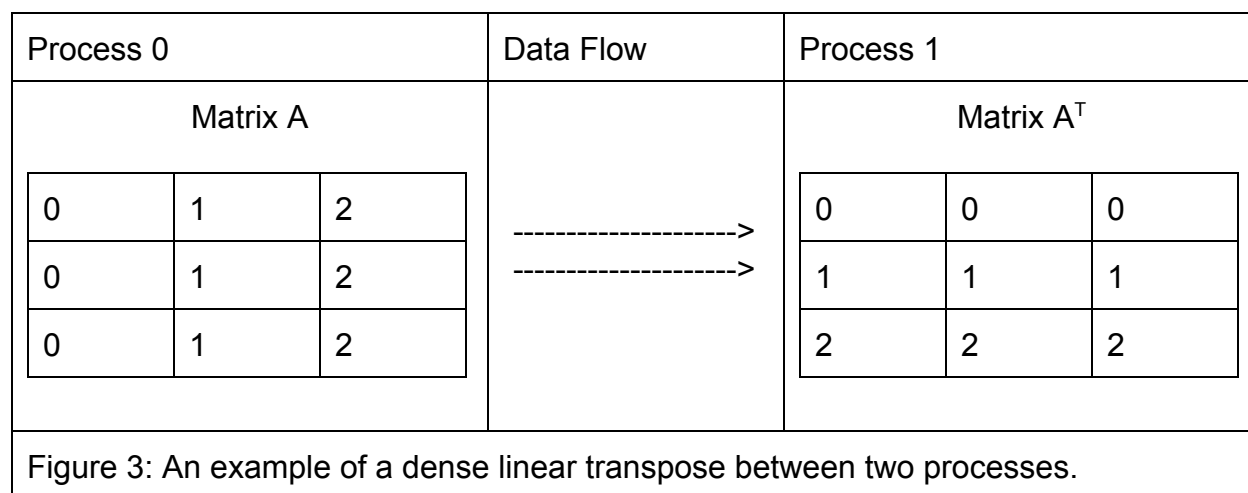 Process 0 Data Flow Process 1
Matrix A Matrix Aᵀ
0 1 2 0 0 0
--------------------->
0 1 2 1 1 1
--------------------->
0 1 2 2 2 2
Figure 3: An example of a dense linear transpose between two processes.